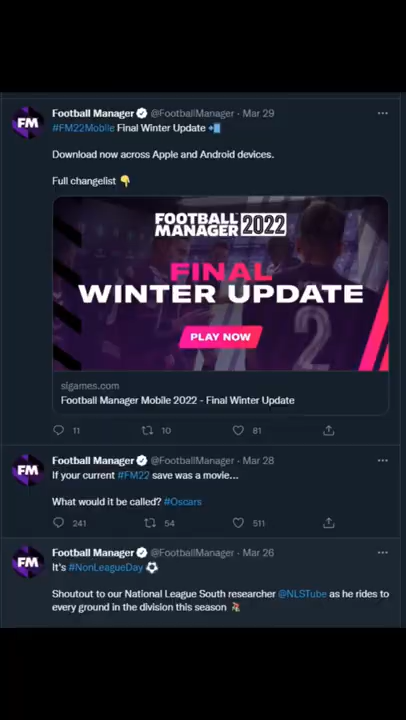 Football Manager @FootballManager · Mar 29
FM
#FM22Mobile Final Winter Update
Download now across Apple and Android devices.
Full changelist
FOOTBALL MANAGER 2022
FINAL
WINTER UPDATE
PLAY NOW
2
sigames.com
Football Manager Mobile 2022 - Final Winter Update
11 10 81
Football Manager @FootballManager · Mar 28
FM
If your current #FM22 save was a movie...
What would it be called? #Oscars
241 54 511
Football Manager @FootballManager · Mar 26
FM
It's #NonLeagueDay
Shoutout to our National League South researcher @NLSTube as he rides to
every ground in the division this season